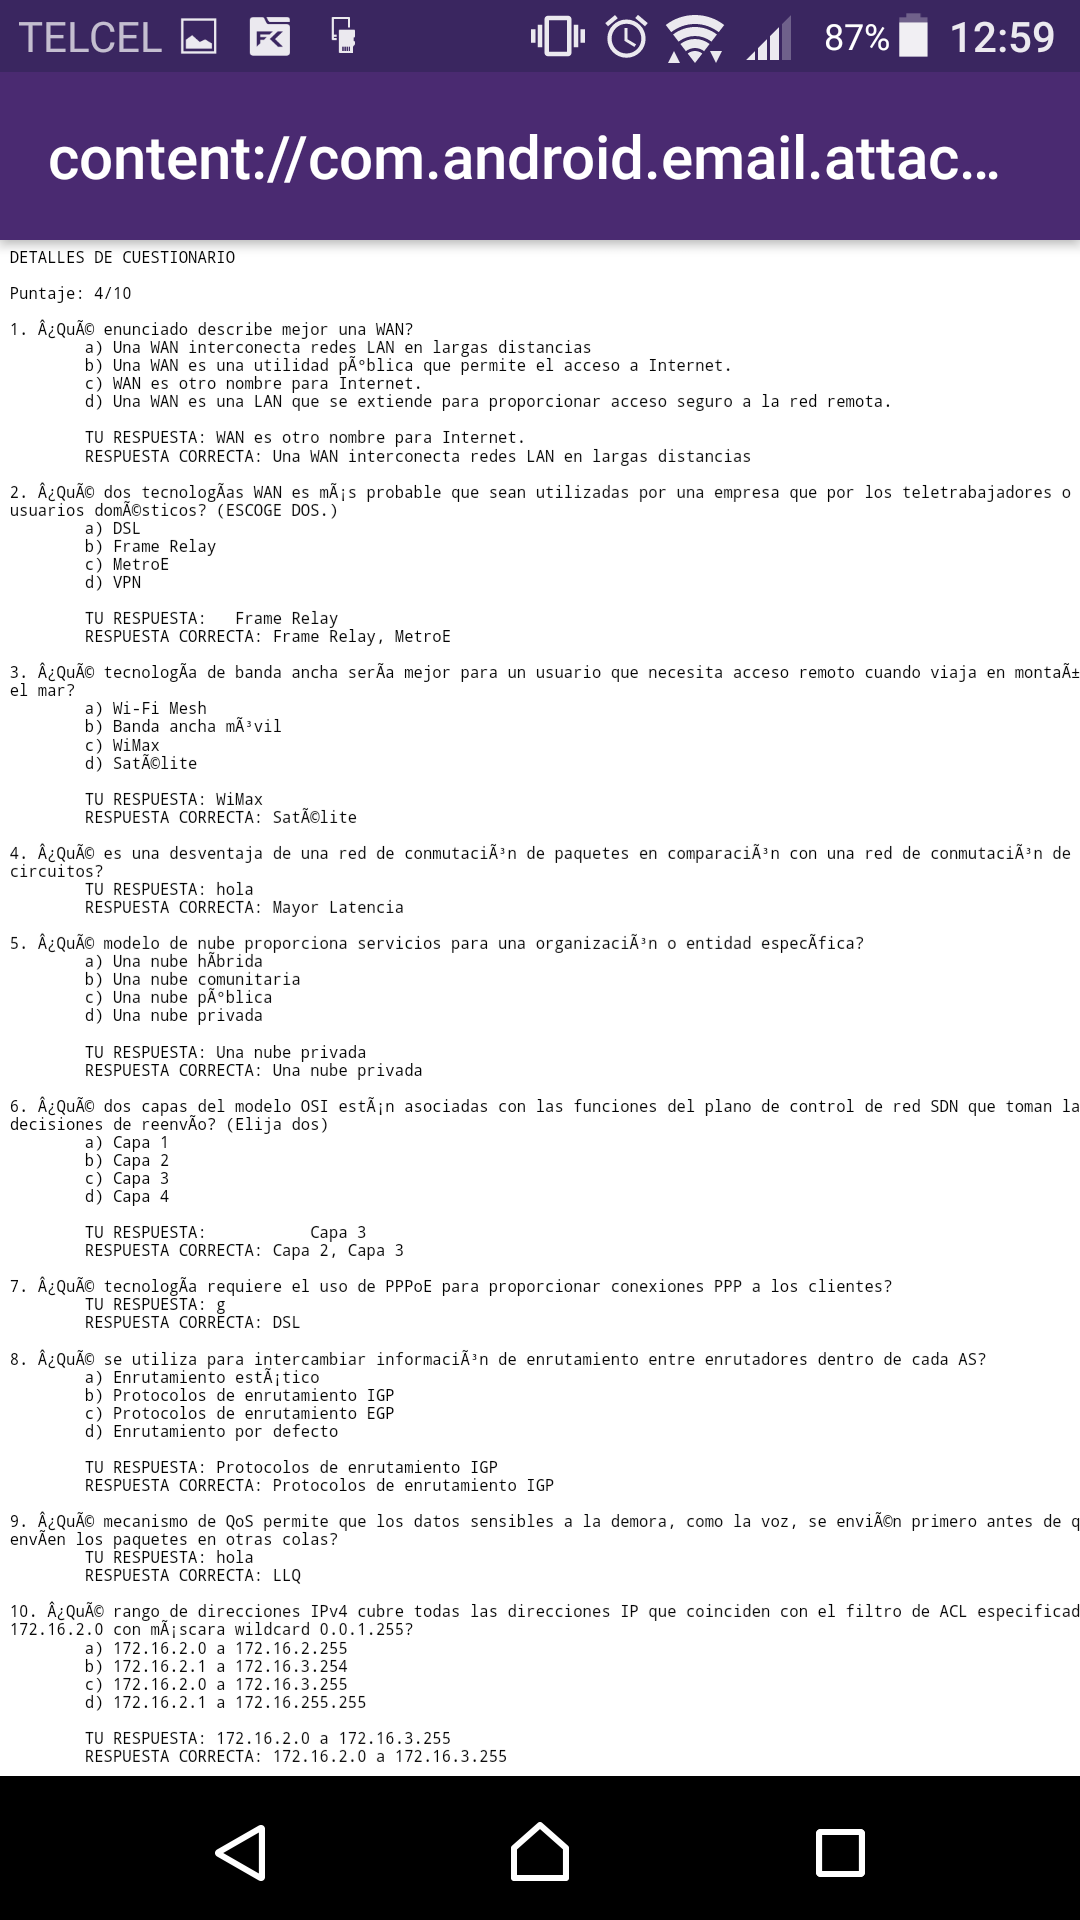 TELCEL 87% 12:59
content://com.android.email.attac...
DETALLES DE CUESTIONARIO
Puntaje: 4/10
1. Â¿QuÃ© enunciado describe mejor una WAN?
a) Una WAN interconecta redes LAN en largas distancias
b) Una WAN es una utilidad pÃºblica que permite el acceso a Internet.
c) WAN es otro nombre para Internet.
d) Una WAN es una LAN que se extiende para proporcionar acceso seguro a la red remota.
TU RESPUESTA: WAN es otro nombre para Internet.
RESPUESTA CORRECTA: Una WAN interconecta redes LAN en largas distancias
2. Â¿QuÃ© dos tecnologÃas WAN es mÃ¡s probable que sean utilizadas por una empresa que por los teletrabajadores o
usuarios domÃ©sticos? (ESCOGE DOS.)
a) DSL
b) Frame Relay
c) MetroE
d) VPN
TU RESPUESTA: Frame Relay
RESPUESTA CORRECTA: Frame Relay, MetroE
3. Â¿QuÃ© tecnologÃa de banda ancha serÃa mejor para un usuario que necesita acceso remoto cuando viaja en montaÃ±
el mar?
a) Wi-Fi Mesh
b) Banda ancha mÃ³vil
c) WiMax
d) SatÃ©lite
TU RESPUESTA: WiMax
RESPUESTA CORRECTA: SatÃ©lite
4. Â¿QuÃ© es una desventaja de una red de conmutaciÃ³n de paquetes en comparaciÃ³n con una red de conmutaciÃ³n de
circuitos?
TU RESPUESTA: hola
RESPUESTA CORRECTA: Mayor Latencia
5. Â¿QuÃ© modelo de nube proporciona servicios para una organizaciÃ³n o entidad especÃfica?
a) Una nube hÃbrida
b) Una nube comunitaria
c) Una nube pÃºblica
d) Una nube privada
TU RESPUESTA: Una nube privada
RESPUESTA CORRECTA: Una nube privada
6. Â¿QuÃ© dos capas del modelo OSI estÃ¡n asociadas con las funciones del plano de control de red SDN que toman la
decisiones de reenvÃo? (Elija dos)
a) Capa 1
b) Capa 2
c) Capa 3
d) Capa 4
TU RESPUESTA: Capa 3
RESPUESTA CORRECTA: Capa 2, Capa 3
7. Â¿QuÃ© tecnologÃa requiere el uso de PPPoE para proporcionar conexiones PPP a los clientes?
TU RESPUESTA: g
RESPUESTA CORRECTA: DSL
8. Â¿QuÃ© se utiliza para intercambiar informaciÃ³n de enrutamiento entre enrutadores dentro de cada AS?
a) Enrutamiento estÃ¡tico
b) Protocolos de enrutamiento IGP
c) Protocolos de enrutamiento EGP
d) Enrutamiento por defecto
TU RESPUESTA: Protocolos de enrutamiento IGP
RESPUESTA CORRECTA: Protocolos de enrutamiento IGP
9. Â¿QuÃ© mecanismo de QoS permite que los datos sensibles a la demora, como la voz, se enviÃ©n primero antes de q
envÃen los paquetes en otras colas?
TU RESPUESTA: hola
RESPUESTA CORRECTA: LLQ
10. Â¿QuÃ© rango de direcciones IPv4 cubre todas las direcciones IP que coinciden con el filtro de ACL especificad
172.16.2.0 con mÃ¡scara wildcard 0.0.1.255?
a) 172.16.2.0 a 172.16.2.255
b) 172.16.2.1 a 172.16.3.254
c) 172.16.2.0 a 172.16.3.255
d) 172.16.2.1 a 172.16.255.255
TU RESPUESTA: 172.16.2.0 a 172.16.3.255
RESPUESTA CORRECTA: 172.16.2.0 a 172.16.3.255